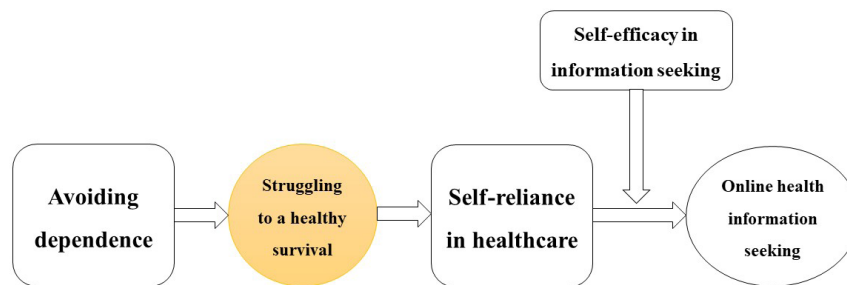 Self-efficacy in
information seeking
Avoiding
dependence
Struggling
to a healthy
survival
Self-reliance
in healthcare
Online health
information
seeking